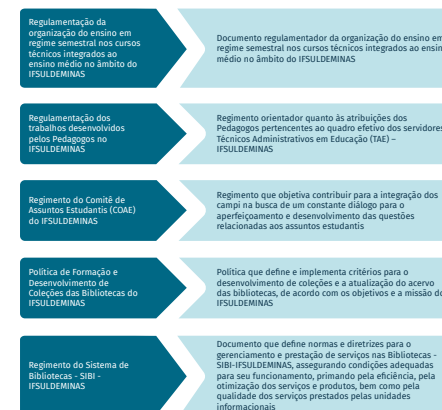 Regulamentação da
organização do ensino em
regime semestral nos cursos
técnicos integrados ao
ensino médio no âmbito do
IFSULDEMINAS
Documento regulamentador da organização do ensino em
regime semestral nos cursos técnicos integrados ao ensino
médio no âmbito do IFSULDEMINAS
Regulamentação dos
trabalhos desenvolvidos
pelos Pedagogos no
IFSULDEMINAS
Regimento orientador quanto às atribuições dos
Pedagogos pertencentes ao quadro efetivo dos servidores
Técnicos Administrativos em Educação (TAE) –
IFSULDEMINAS
Regimento do Comitê de
Assuntos Estudantis (COAE)
do IFSULDEMINAS
Regimento que objetiva contribuir para a integração dos
campi na busca de um constante diálogo para o
aperfeiçoamento e desenvolvimento das questões
relacionadas aos assuntos estudantis
Política de Formação e
Desenvolvimento de
Coleções das Bibliotecas do
IFSULDEMINAS
Política que define e implementa critérios para o
desenvolvimento de coleções e a atualização do acervo
das bibliotecas, de acordo com os objetivos e a missão do
IFSULDEMINAS
Regimento do Sistema de
Bibliotecas - SIBI -
IFSULDEMINAS
Documento que define normas e diretrizes para o
gerenciamento e prestação de serviços nas Bibliotecas -
SIBI-IFSULDEMINAS, assegurando condições adequadas
para seu funcionamento, primando pela eficiência, pela
otimização dos serviços e produtos, bem como pela
qualidade dos serviços prestados pelas unidades
informacionais